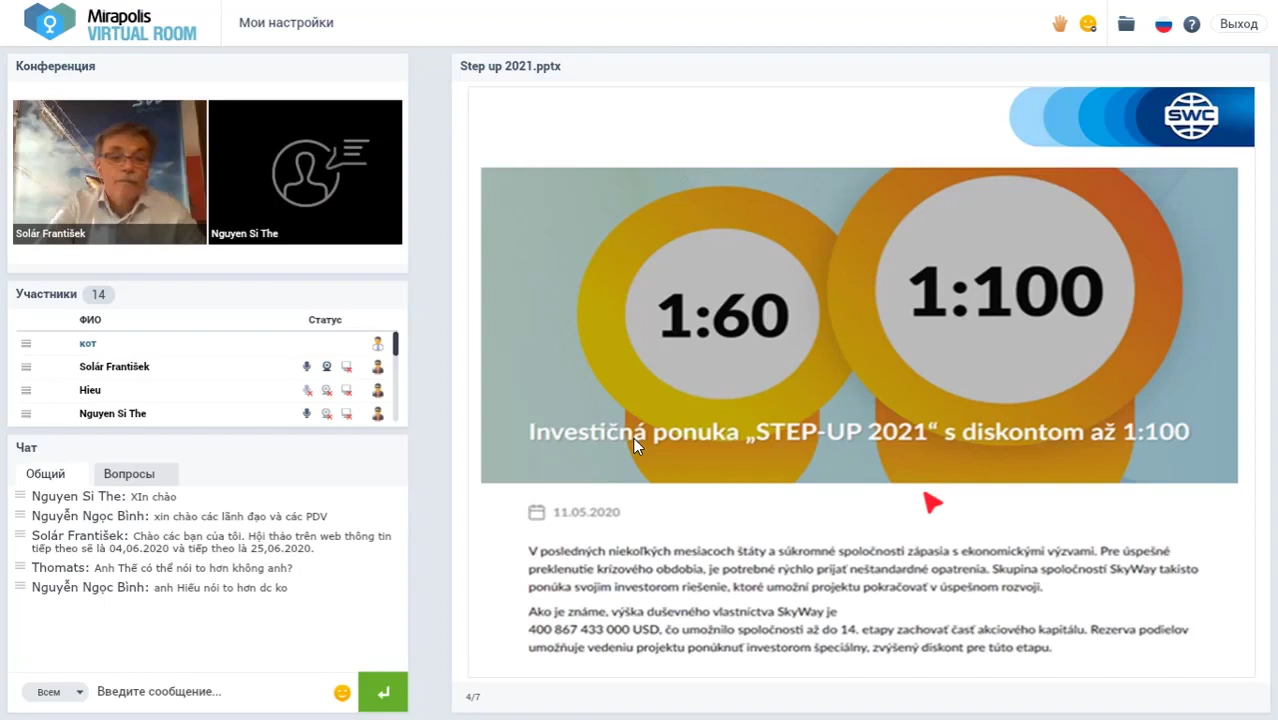 Mirapolis
VIRTUAL ROOM
Мои настройки
?
Выход
Конференция
SWC
Solár František
Nguyen Si The
Участники 14
ФИО Статус
кот
Solár František
Hieu
Nguyen Si The
Чат
Общий Вопросы
Nguyen Si The: XIn chào
Nguyễn Ngọc Bình: xin chào các lãnh đạo và các PDV
Solár František: Chào các bạn của tôi. Hội thảo trên web thông tin
tiếp theo sẽ là 04,06.2020 và tiếp theo là 25,06.2020.
Thomats: Anh Thế có thể nói to hơn không anh?
Nguyễn Ngọc Bình: anh Hiếu nói to hơn dc ko
Всем
Введите сообщение...
Step up 2021.pptx
SWC
1:60
1:100
Investičná ponuka „STEP-UP 2021“ s diskontom až 1:100
11.05.2020
V posledných niekoľkých mesiacoch štáty a súkromné spoločnosti zápasia s ekonomickými výzvami. Pre úspešné
preklenutie krízového obdobia, je potrebné rýchlo prijať neštandardné opatrenia. Skupina spoločností SkyWay takisto
ponúka svojim investorom riešenie, ktoré umožní projektu pokračovať v úspešnom rozvoji.
Ako je známe, výška duševného vlastníctva SkyWay je
400 867 433 000 USD, čo umožnilo spoločnosti až do 14. etapy zachovať časť akciového kapitálu. Rezerva podielov
umožňuje vedeniu projektu ponúknuť investorom špeciálny, zvýšený diskont pre túto etapu.
4/7